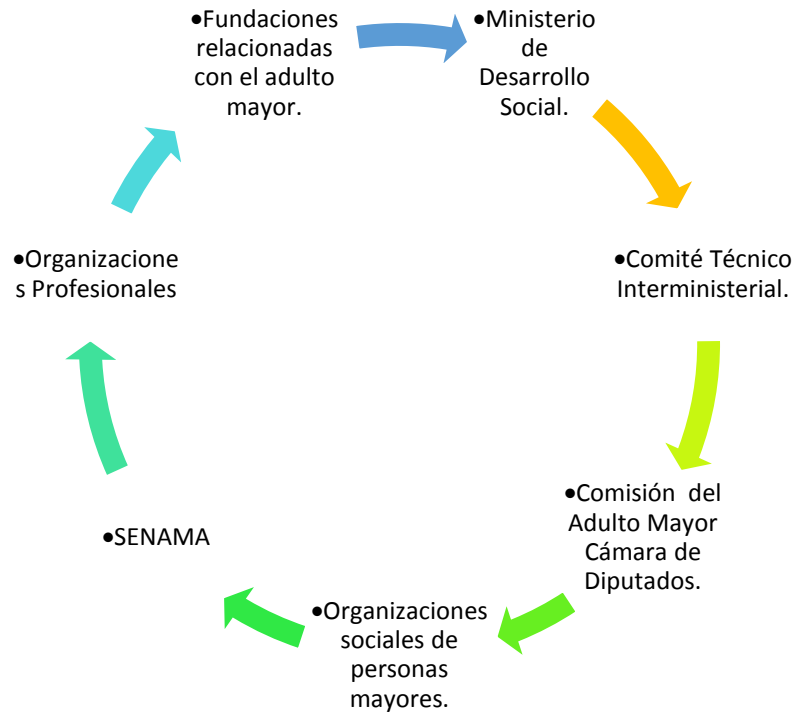 •Fundaciones
relacionadas
con el adulto
mayor.
•Ministerio
de
Desarrollo
Social.
•Comité Técnico
Interministerial.
•Comisión del
Adulto Mayor
Cámara de
Diputados.
•Organizaciones
sociales de
personas
mayores.
•SENAMA
•Organizacione
s Profesionales